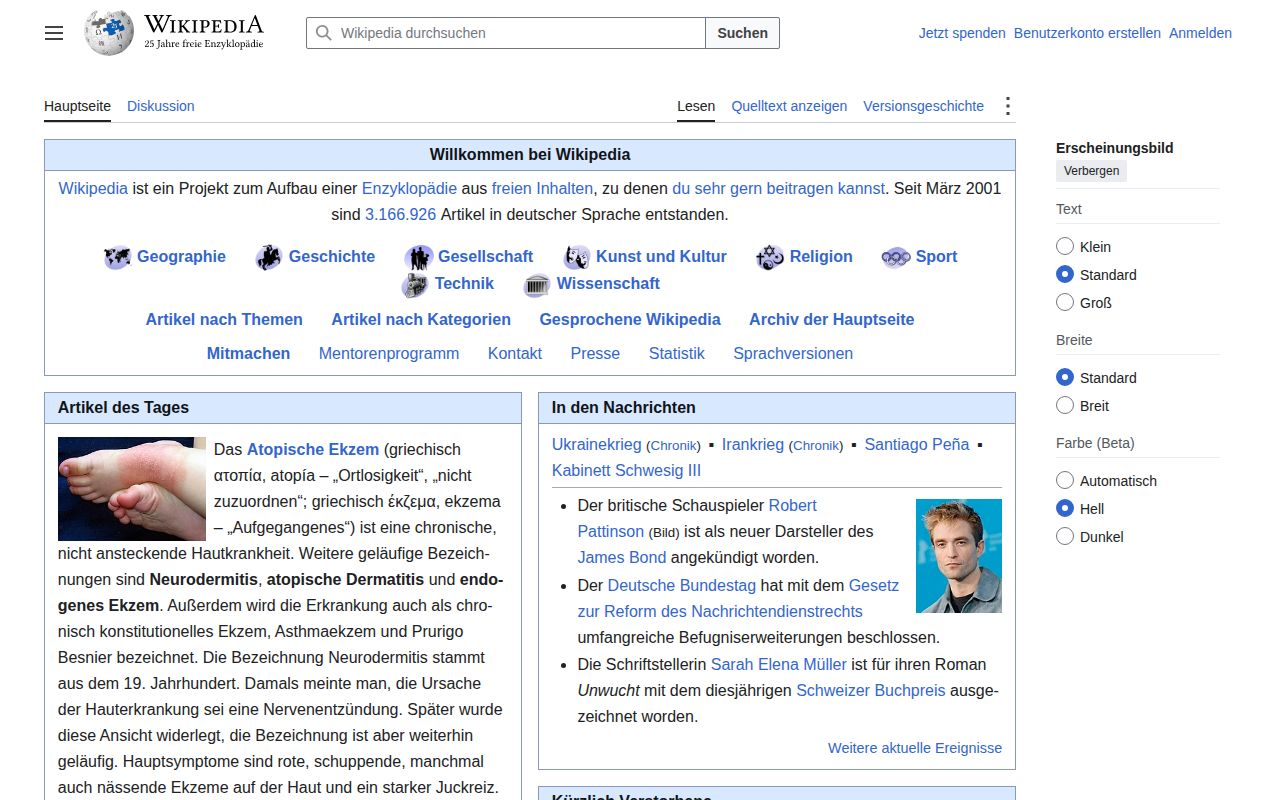 WIKIPEDIA
25 Jahre freie Enzyklopädie
Wikipedia durchsuchen
Suchen
Jetzt spenden Benutzerkonto erstellen Anmelden
Hauptseite Diskussion
Lesen Quelltext anzeigen Versionsgeschichte
Willkommen bei Wikipedia
Wikipedia ist ein Projekt zum Aufbau einer Enzyklopädie aus freien Inhalten, zu denen du sehr gern beitragen kannst. Seit März 2001
sind 3.166.926 Artikel in deutscher Sprache entstanden.
Geographie Geschichte Gesellschaft Kunst und Kultur Religion Sport
Technik Wissenschaft
Artikel nach Themen Artikel nach Kategorien Gesprochene Wikipedia Archiv der Hauptseite
Mitmachen Mentorenprogramm Kontakt Presse Statistik Sprachversionen
Artikel des Tages
Das Atopische Ekzem (griechisch
ατοπία, atopía – „Ortlosigkeit“, „nicht
zuzuordnen“; griechisch έκζεμα, ekzema
– „Aufgegangenes“) ist eine chronische,
nicht ansteckende Hautkrankheit. Weitere geläufige Bezeich-
nungen sind Neurodermitis, atopische Dermatitis und endo-
genes Ekzem. Außerdem wird die Erkrankung auch als chro-
nisch konstitutionelles Ekzem, Asthmaekzem und Prurigo
Besnier bezeichnet. Die Bezeichnung Neurodermitis stammt
aus dem 19. Jahrhundert. Damals meinte man, die Ursache
der Hauterkrankung sei eine Nervenentzündung. Später wurde
diese Ansicht widerlegt, die Bezeichnung ist aber weiterhin
geläufig. Hauptsymptome sind rote, schuppende, manchmal
auch nässende Ekzeme auf der Haut und ein starker Juckreiz.
In den Nachrichten
Ukrainekrieg (Chronik) ▪ Irankrieg (Chronik) ▪ Santiago Peña ▪
Kabinett Schwesig III
• Der britische Schauspieler Robert
Pattinson (Bild) ist als neuer Darsteller des
James Bond angekündigt worden.
• Der Deutsche Bundestag hat mit dem Gesetz
zur Reform des Nachrichtendienstrechts
umfangreiche Befugniserweiterungen beschlossen.
• Die Schriftstellerin Sarah Elena Müller ist für ihren Roman
Unwucht mit dem diesjährigen Schweizer Buchpreis ausge-
zeichnet worden.
Weitere aktuelle Ereignisse
Kürzlich Verstorbene
Erscheinungsbild
Verbergen
Text
Klein
Standard
Groß
Breite
Standard
Breit
Farbe (Beta)
Automatisch
Hell
Dunkel